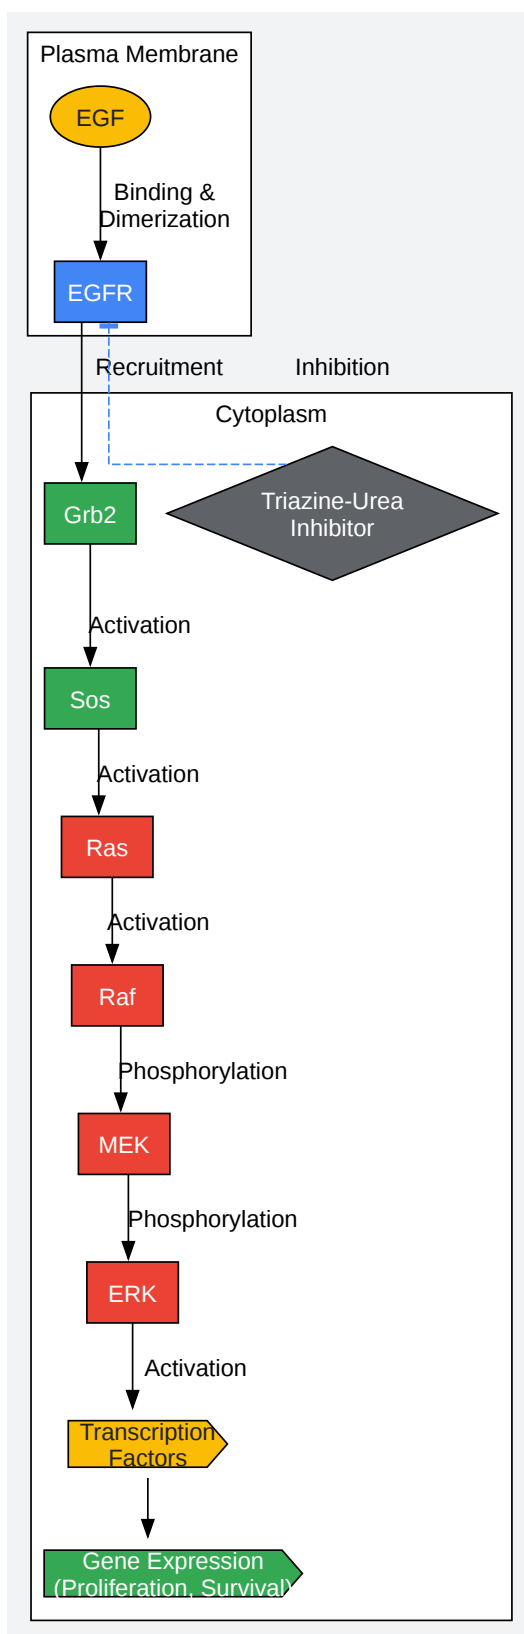 Plasma Membrane
EGF
Binding &
Dimerization
EGFR
Recruitment
Inhibition
Cytoplasm
Triazine-Urea
Inhibitor
Grb2
Activation
Sos
Activation
Ras
Activation
Raf
Phosphorylation
MEK
Phosphorylation
ERK
Activation
Transcription
Factors
Gene Expression
(Proliferation, Survival)